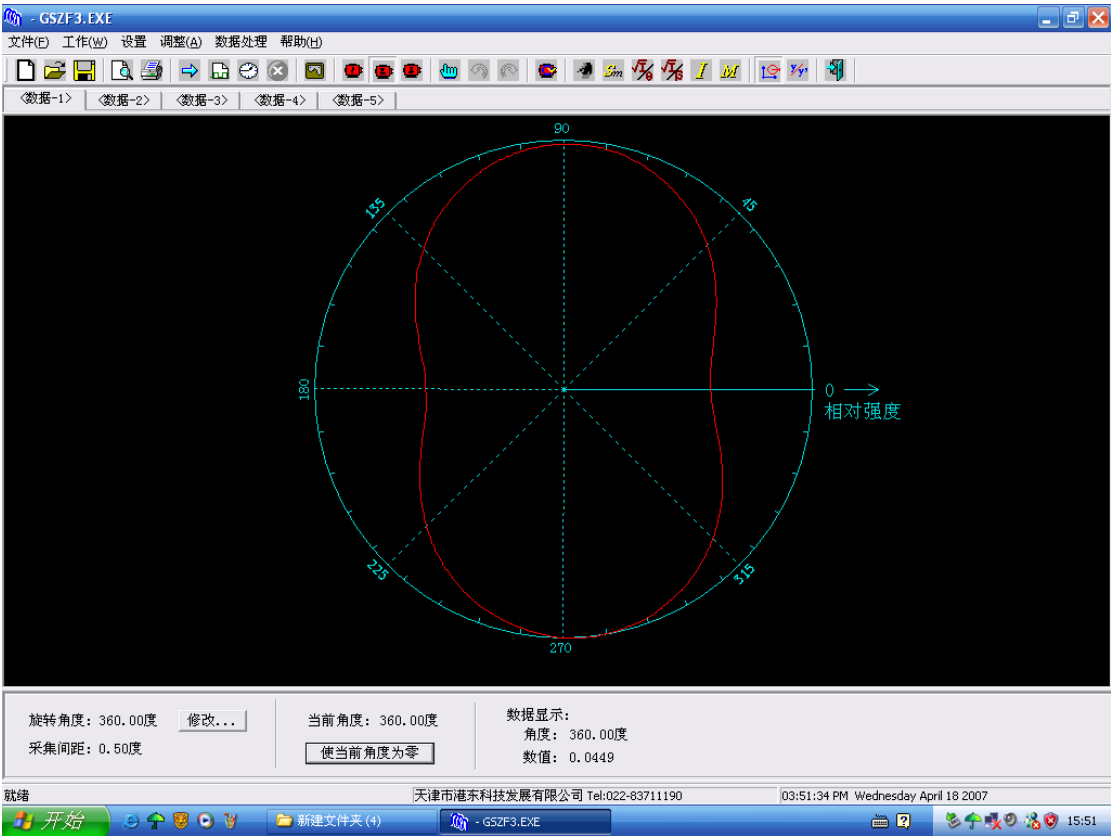 - GSZF3.EXE
文件(F) 工作(W) 设置 调整(A) 数据处理 帮助(H)
I Sm √I/θ √I/θ I M θ Y/Y'
<数据-1> <数据-2> <数据-3> <数据-4> <数据-5>
90
135 45
180 0
相对强度
225 315
270
旋转角度: 360.00度 修改... 当前角度: 360.00度 数据显示:
角度: 360.00度
采集间距: 0.50度 使当前角度为零 数值: 0.0449
就绪 天津市港东科技发展有限公司 Tel:022-83711190 03:51:34 PM Wednesday April 18 2007
开始 新建文件夹 (4) - GSZF3.EXE 15:51